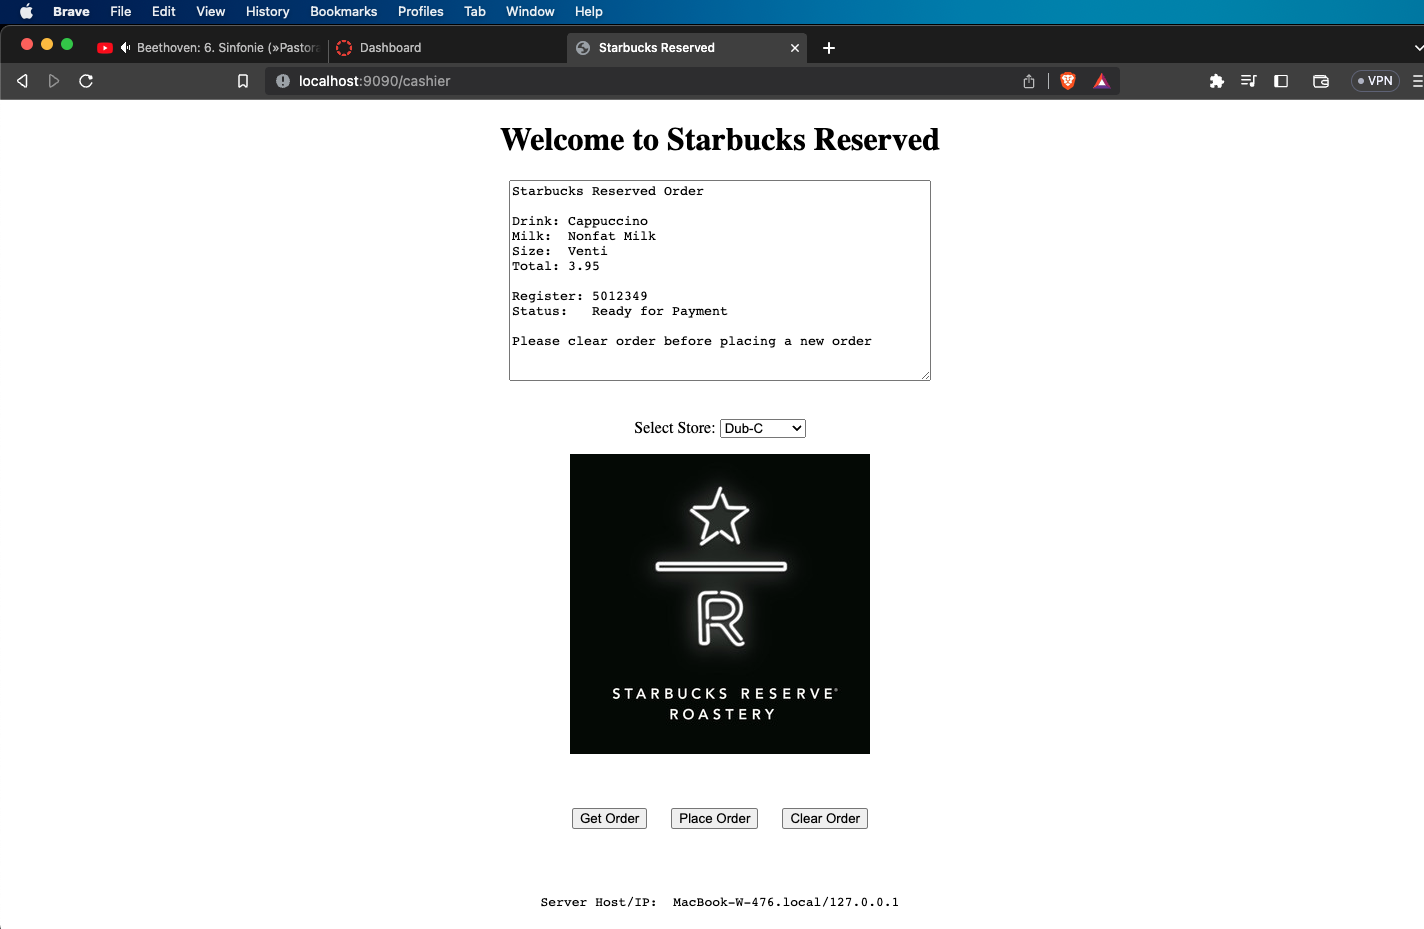 Brave File Edit View History Bookmarks Profiles Tab Window Help
Beethoven: 6. Sinfonie (»Pastora
Dashboard
Starbucks Reserved
localhost:9090/cashier
VPN
Welcome to Starbucks Reserved
Starbucks Reserved Order
Drink: Cappuccino
Milk:  Nonfat Milk
Size:  Venti
Total: 3.95
Register: 5012349
Status:   Ready for Payment
Please clear order before placing a new order
Select Store: Dub-C
R
STARBUCKS RESERVE®
ROASTERY
Get Order Place Order Clear Order
Server Host/IP:  MacBook-W-476.local/127.0.0.1